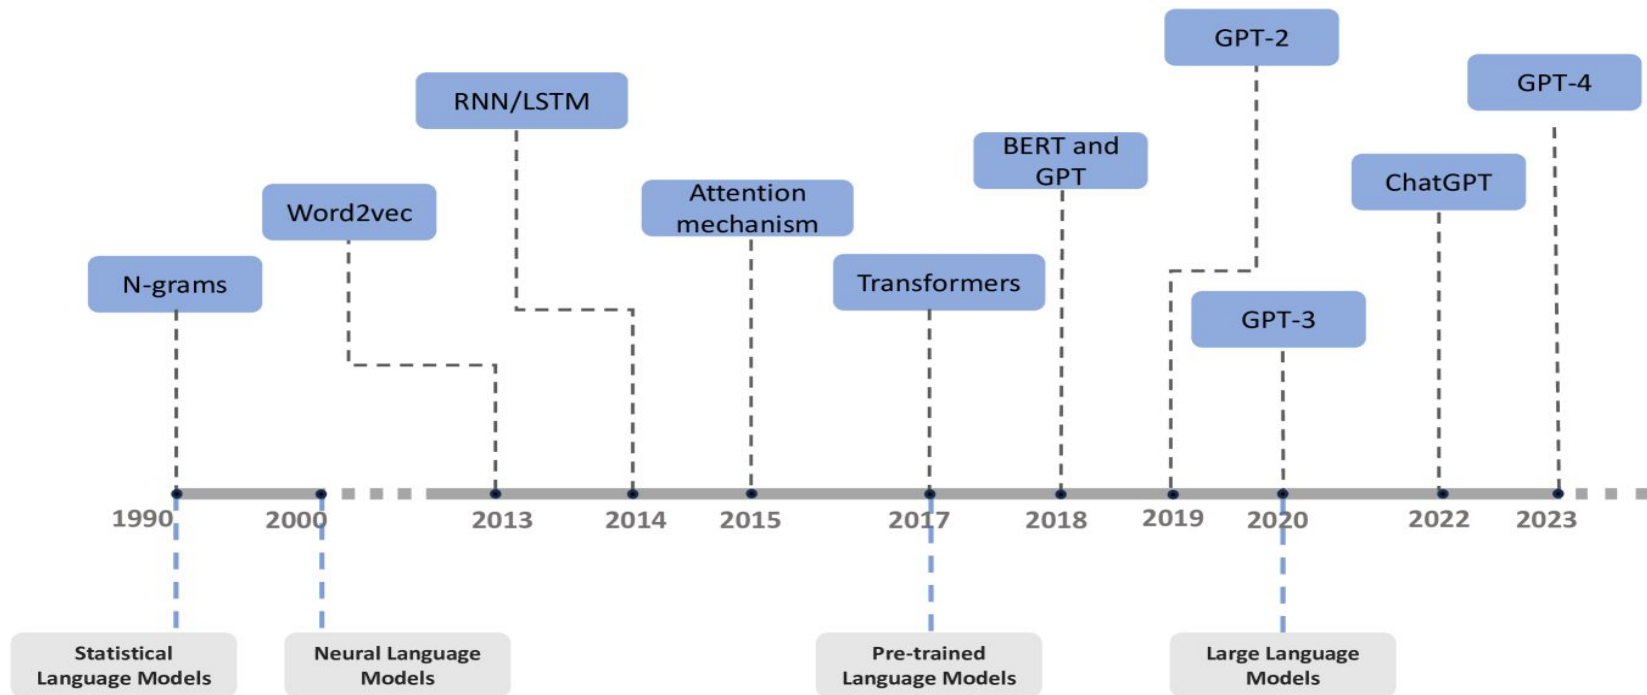 GPT-2
GPT-4
RNN/LSTM
BERT and
GPT
ChatGPT
Attention
mechanism
Word2vec
N-grams
Transformers
GPT-3
1990
2000
2013
2014
2015
2017
2018
2019
2020
2022
2023
Statistical
Language Models
Neural Language
Models
Pre-trained
Language Models
Large Language
Models